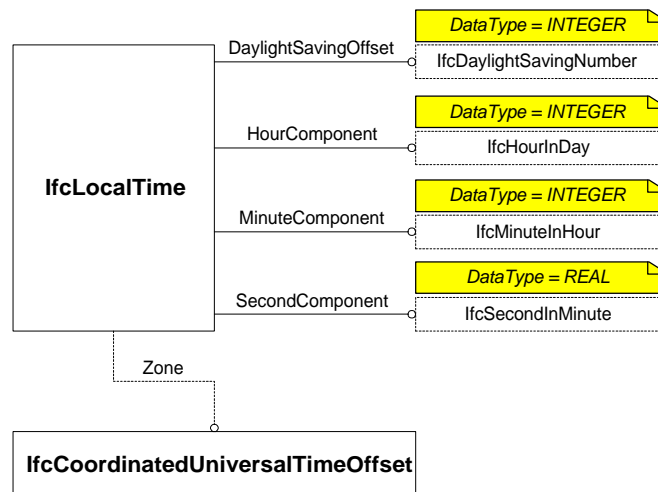 DataType = INTEGER
DaylightSavingOffset
IfcDaylightSavingNumber
DataType = INTEGER
HourComponent
IfcHourInDay
IfcLocalTime
DataType = INTEGER
MinuteComponent
IfcMinuteInHour
DataType = REAL
SecondComponent
IfcSecondInMinute
Zone
IfcCoordinatedUniversalTimeOffset